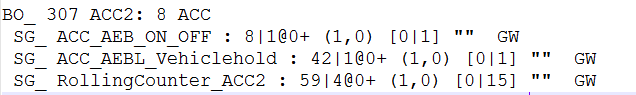 BO_ 307 ACC2: 8 ACC
SG_ ACC_AEB_ON_OFF : 8|1@0+ (1,0) [0|1] "" GW
SG_ ACC_AEBL_Vehiclehold : 42|1@0+ (1,0) [0|1] "" GW
SG_ RollingCounter_ACC2 : 59|4@0+ (1,0) [0|15] "" GW